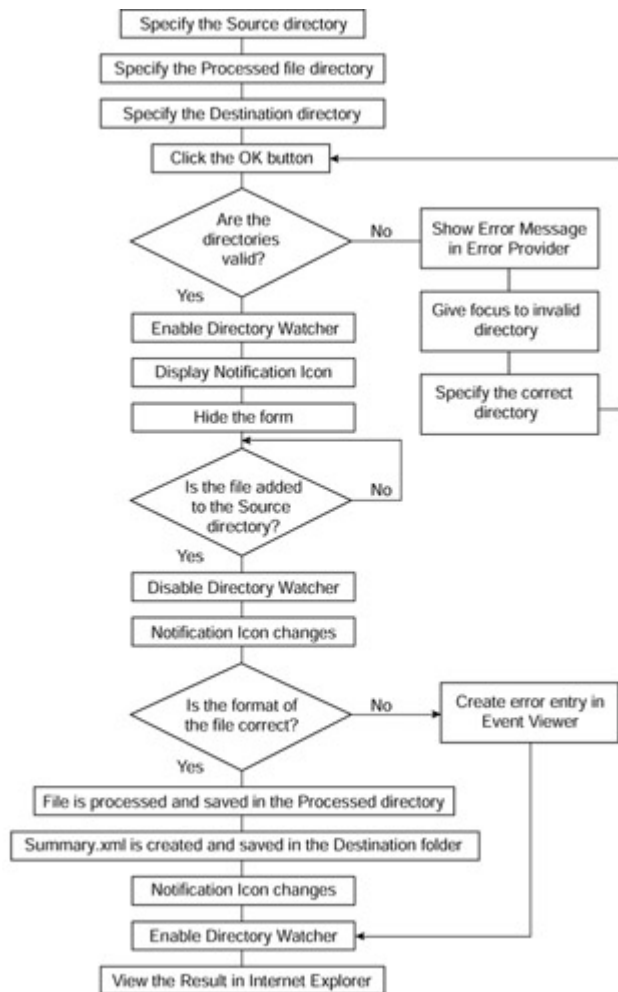 Specify the Source directory
Specify the Processed file directory
Specify the Destination directory
Click the OK button
Are the
directories
valid?
No
Show Error Message
in Error Provider
Yes
Give focus to invalid
directory
Enable Directory Watcher
Display Notification Icon
Specify the correct
directory
Hide the form
Is the file added
to the Source
directory?
No
Yes
Disable Directory Watcher
Notification Icon changes
Is the format of
the file correct?
No
Create error entry in
Event Viewer
Yes
File is processed and saved in the Processed directory
Summary.xml is created and saved in the Destination folder
Notification Icon changes
Enable Directory Watcher
View the Result in Internet Explorer